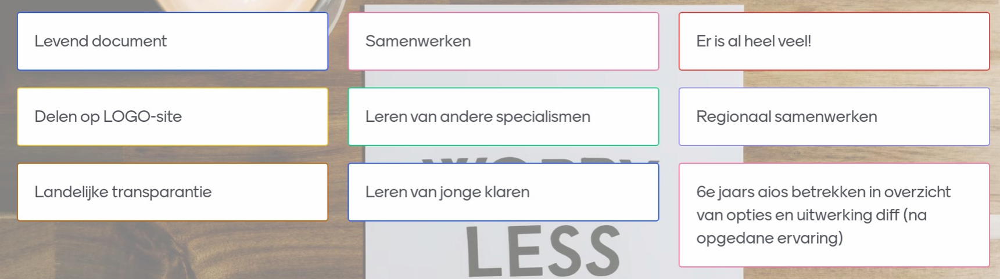 Levend document
Samenwerken
Er is al heel veel!
Delen op LOGO-site
Leren van andere specialismen
Regionaal samenwerken
WORRY
Landelijke transparantie
Leren van jonge klaren
6e jaars aios betrekken in overzicht
van opties en uitwerking diff (na
opgedane ervaring)
LESS